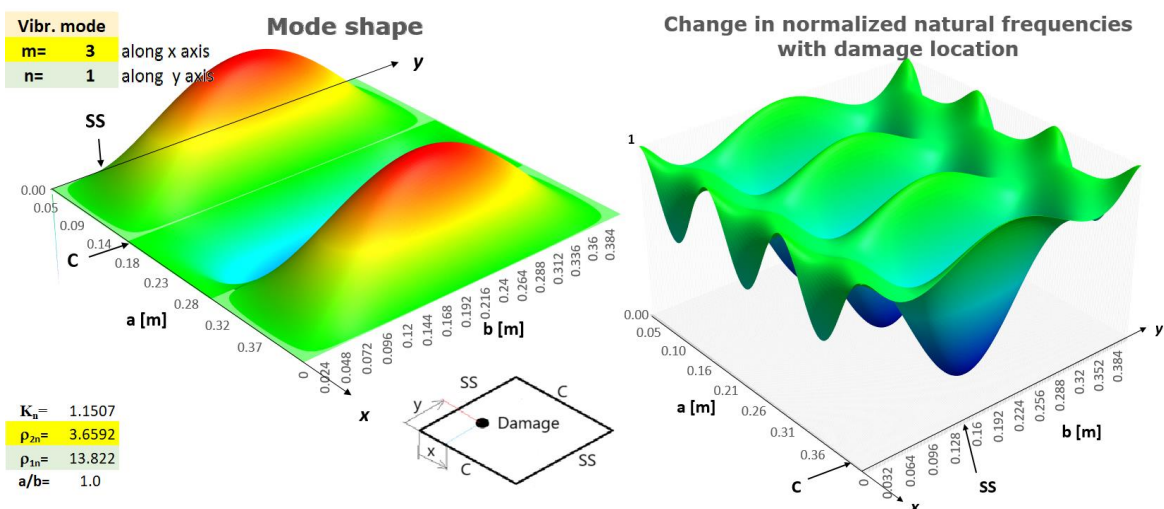 Vibr. mode
m= 3 along x axis
n= 1 along y axis
Mode shape
y
SS
C
0.00
0.05
0.09
0.14
0.18
0.23
0.28
0.32
0.37
a [m]
0
0.024
0.048
0.072
0.096
0.12
0.144
0.168
0.192
0.216
0.24
0.264
0.288
0.312
0.336
0.36
0.384
b [m]
x
Kn= 1.1507
ρ2n= 3.6592
ρ1n= 13.822
a/b= 1.0
SS
C
y
Damage
x
C
SS
Change in normalized natural frequencies
with damage location
1
0.00
0.05
0.10
0.16
0.21
0.26
0.31
0.36
a [m]
C
0
0.032
0.064
0.096
0.128
0.16
0.192
0.224
0.256
0.288
0.32
0.352
0.384
b [m]
SS
x
y